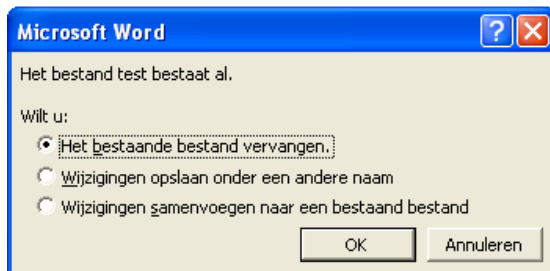 Microsoft Word
Het bestand test bestaat al.
Wilt u:
Het bestaande bestand vervangen.
Wijzigingen opslaan onder een andere naam
Wijzigingen samenvoegen naar een bestaand bestand
OK Annuleren